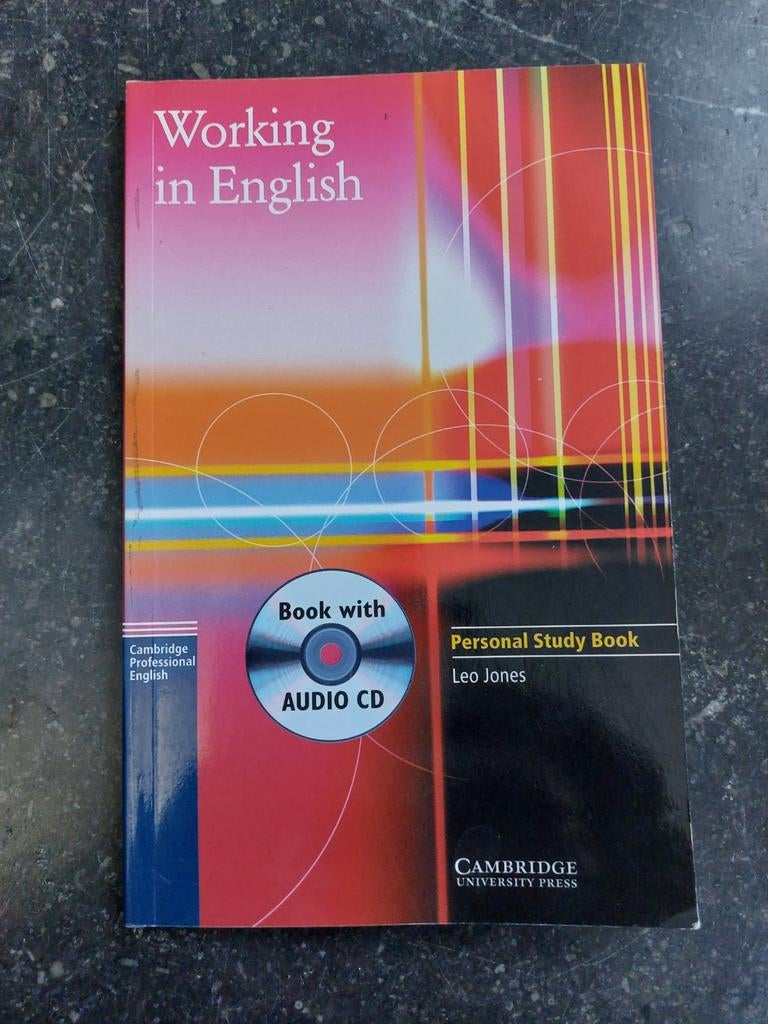 Working
in English
Book with
AUDIO CD
Cambridge
Professional
English
Personal Study Book
Leo Jones
CAMBRIDGE
UNIVERSITY PRESS